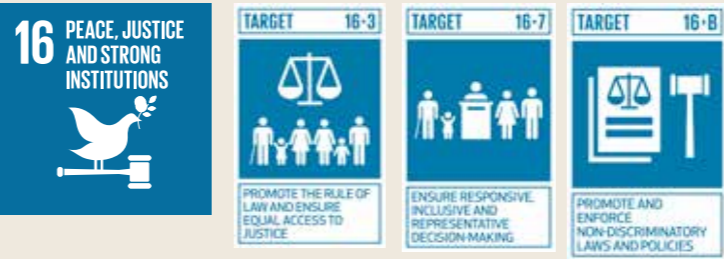 16 PEACE, JUSTICE
AND STRONG
INSTITUTIONS
TARGET 16-3
PROMOTE THE RULE OF
LAW AND ENSURE
EQUAL ACCESS TO
JUSTICE
TARGET 16-7
ENSURE RESPONSIVE,
INCLUSIVE AND
REPRESENTATIVE
DECISION-MAKING
TARGET 16·B
PROMOTE AND
ENFORCE
NON-DISCRIMINATORY
LAWS AND POLICIES